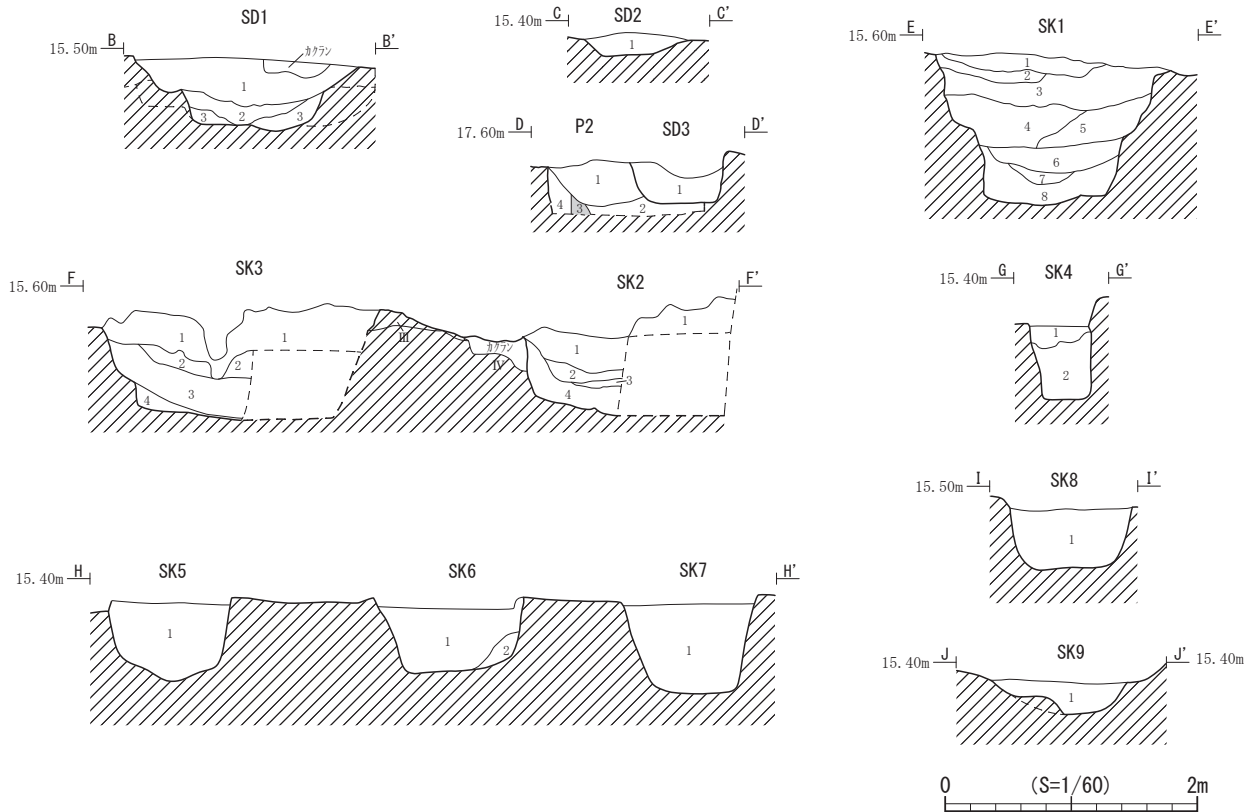 SD1
15.50m B B'
カクラン
1
3 2 3
SD2
15.40m C C'
1
P2 SD3
17.60m D D'
1 1
4 3 2
SK1
15.60m E E'
1
2
3
4 5
6
7
8
SK3 SK2
15.60m F F'
1 1 III 1
カクラン 1
2 2 IV 2
3 3
4 4
SK4
15.40m G G'
1
2
SK8
15.50m I I'
1
SK5 SK6 SK7
15.40m H H'
1 1 2 1
SK9
15.40m J J' 15.40m
1
0 (S=1/60) 2m